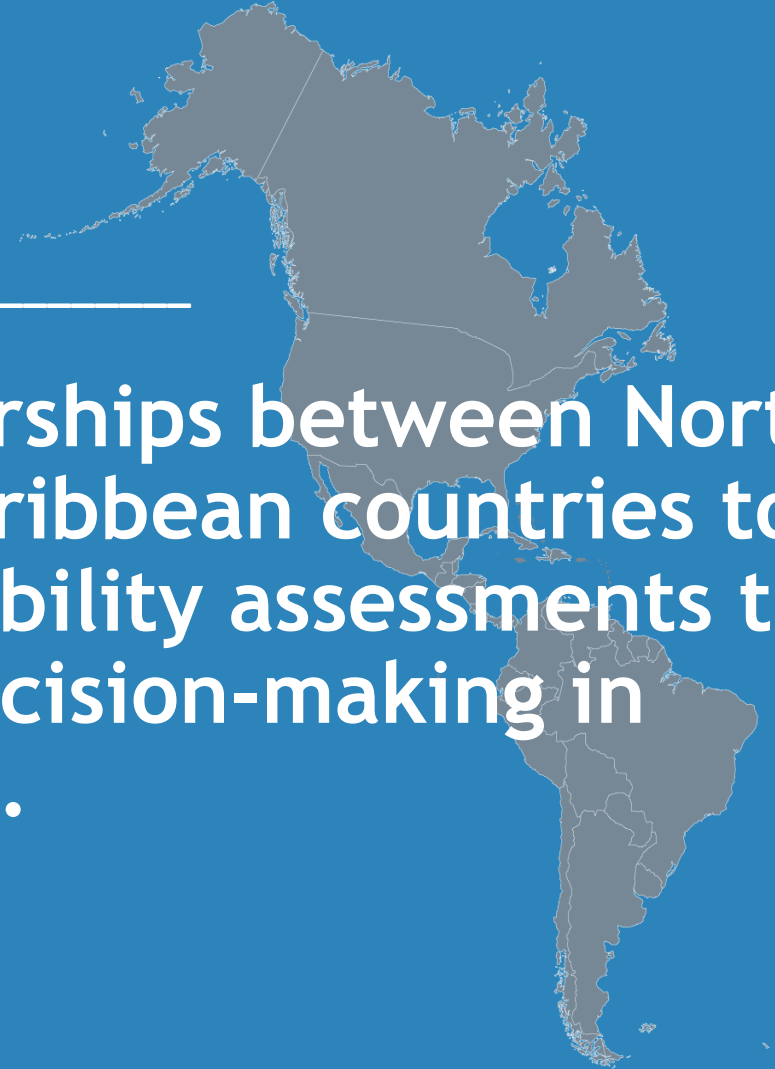 rships between Nort
ribbean countries to
bility assessments t
cision-making in
.